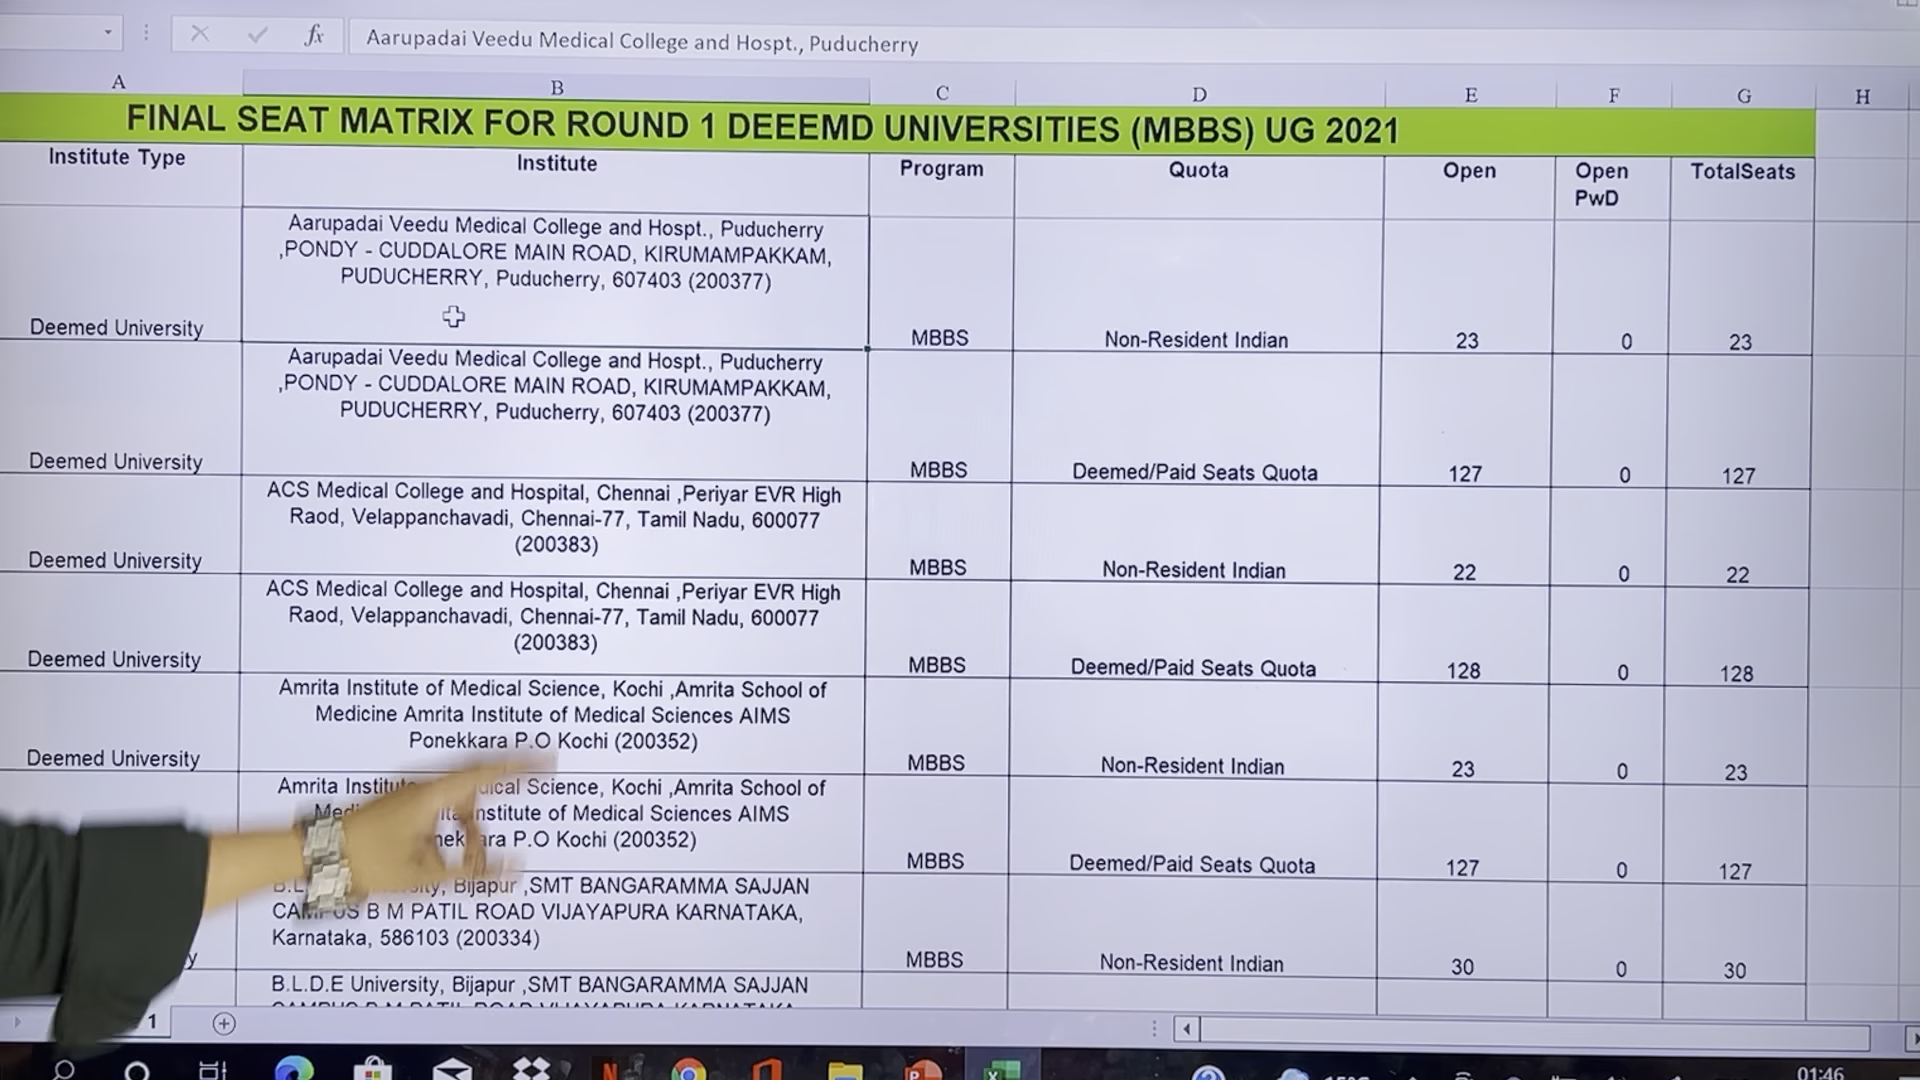 fx Aarupadai Veedu Medical College and Hospt., Puducherry
A B C D E F G H
FINAL SEAT MATRIX FOR ROUND 1 DEEEMD UNIVERSITIES (MBBS) UG 2021
Institute Type Institute Program Quota Open Open PwD TotalSeats
Aarupadai Veedu Medical College and Hospt., Puducherry
,PONDY - CUDDALORE MAIN ROAD, KIRUMAMPAKKAM,
PUDUCHERRY, Puducherry, 607403 (200377)
Deemed University MBBS Non-Resident Indian 23 0 23
Aarupadai Veedu Medical College and Hospt., Puducherry
,PONDY - CUDDALORE MAIN ROAD, KIRUMAMPAKKAM,
PUDUCHERRY, Puducherry, 607403 (200377)
Deemed University MBBS Deemed/Paid Seats Quota 127 0 127
ACS Medical College and Hospital, Chennai ,Periyar EVR High
Raod, Velappanchavadi, Chennai-77, Tamil Nadu, 600077
(200383)
Deemed University MBBS Non-Resident Indian 22 0 22
ACS Medical College and Hospital, Chennai ,Periyar EVR High
Raod, Velappanchavadi, Chennai-77, Tamil Nadu, 600077
(200383)
Deemed University MBBS Deemed/Paid Seats Quota 128 0 128
Amrita Institute of Medical Science, Kochi ,Amrita School of
Medicine Amrita Institute of Medical Sciences AIMS
Ponekkara P.O Kochi (200352)
Deemed University MBBS Non-Resident Indian 23 0 23
Amrita Science, Kochi ,Amrita School of
Institute of Medical Sciences AIMS
P.O Kochi (200352)
MBBS Deemed/Paid Seats Quota 127 0 127
Bijapur ,SMT BANGARAMMA SAJJAN
CAMPUS B M PATIL ROAD VIJAYAPURA KARNATAKA,
Karnataka, 586103 (200334)
MBBS Non-Resident Indian 30 0 30
B.L.D.E University, Bijapur ,SMT BANGARAMMA SAJJAN
1
01:46